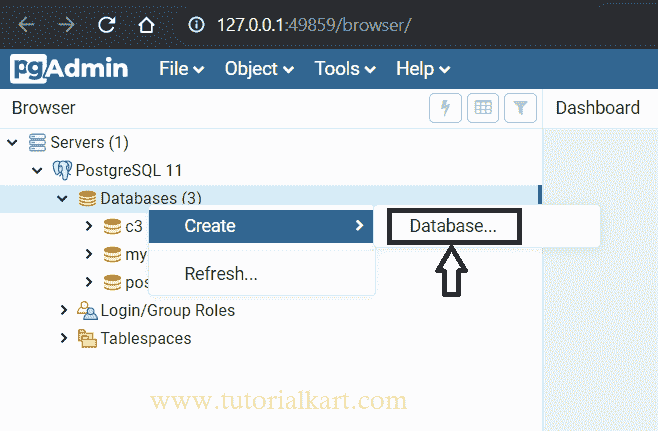 127.0.0.1:49859/browser/
pgAdmin File Object Tools Help
Browser Dashboard
Servers (1)
PostgreSQL 11
Databases (3)
c3 Create Database...
my
pos Refresh...
Login/Group Roles
Tablespaces
www.tutorialkart.com